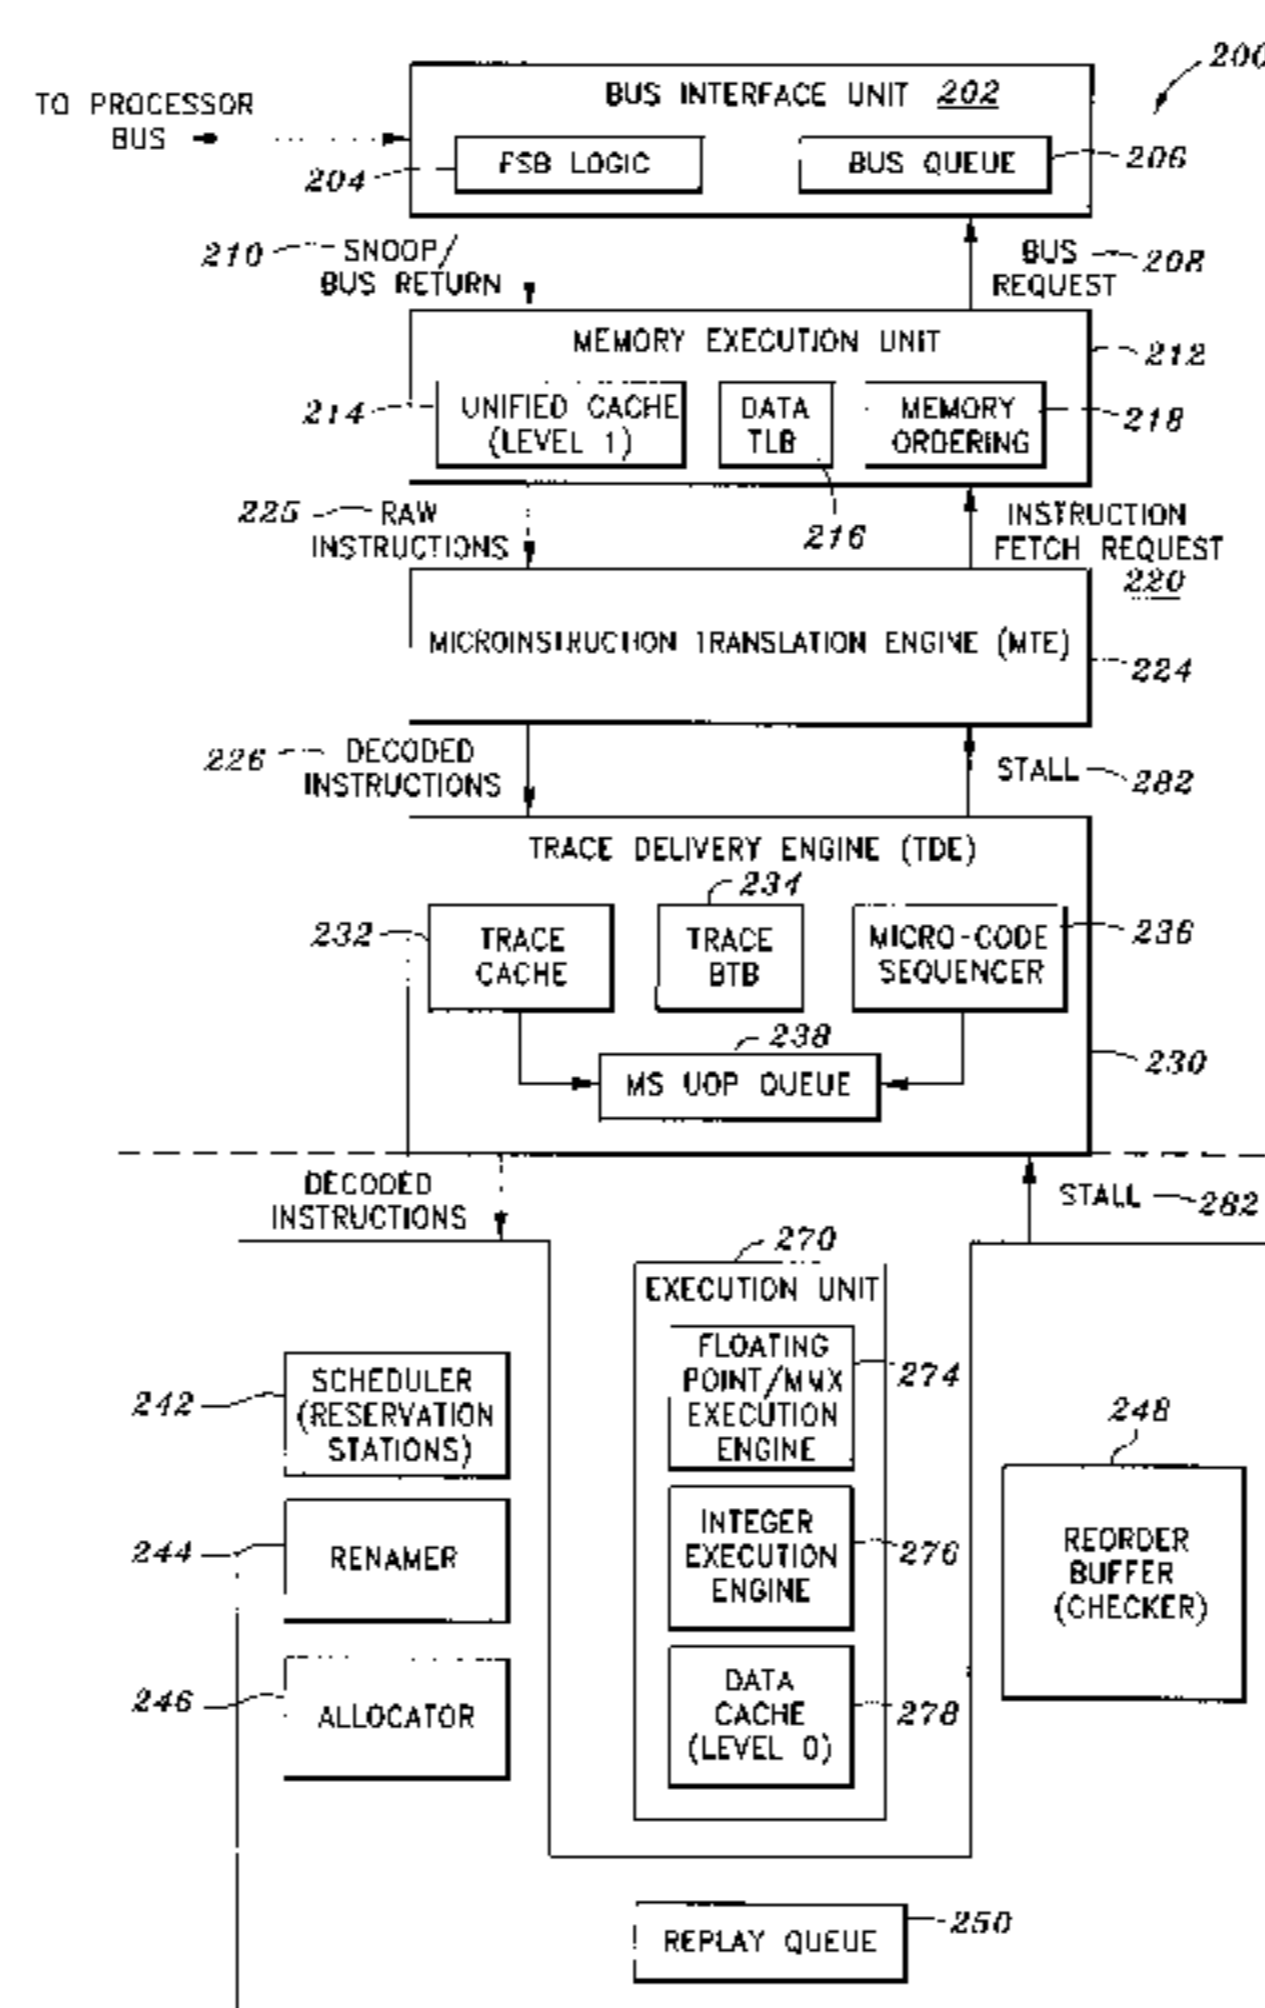 200
TO PROCESSOR
BUS
BUS INTERFACE UNIT 202
204
FSB LOGIC
BUS QUEUE
206
210
SNOOP/
BUS RETURN
BUS
REQUEST
208
MEMORY EXECUTION UNIT
212
214
UNIFIED CACHE
(LEVEL 1)
DATA
TLB
216
MEMORY
ORDERING
218
225
RAW
INSTRUCTIONS
INSTRUCTION
FETCH REQUEST
220
MICROINSTRUCTION TRANSLATION ENGINE (MTE)
224
226
DECODED
INSTRUCTIONS
STALL
282
TRACE DELIVERY ENGINE (TDE)
232
TRACE
CACHE
234
TRACE
BTB
MICRO-CODE
SEQUENCER
236
238
MS UOP QUEUE
230
DECODED
INSTRUCTIONS
STALL
282
270
EXECUTION UNIT
242
SCHEDULER
(RESERVATION
STATIONS)
FLOATING
POINT/MMX
EXECUTION
ENGINE
274
248
REORDER
BUFFER
(CHECKER)
244
RENAMER
INTEGER
EXECUTION
ENGINE
276
246
ALLOCATOR
DATA
CACHE
(LEVEL 0)
278
REPLAY QUEUE
250